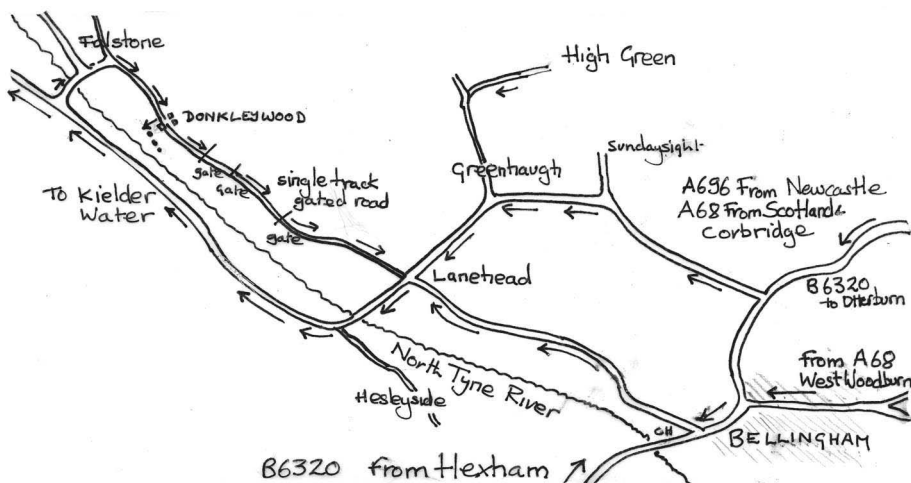 Falstone
High Green
DONKLEYWOOD
Sundaysight
gate
gate
single track
gated road
gate
Greenhaugh
To Kielder
Water
A696 From Newcastle
A68 From Scotland &
Corbridge
Lanehead
B6320
to Otterburn
North Tyne River
Hesleyside
From A68
West Woodburn
GH
BELLINGHAM
B6320 from Hexham